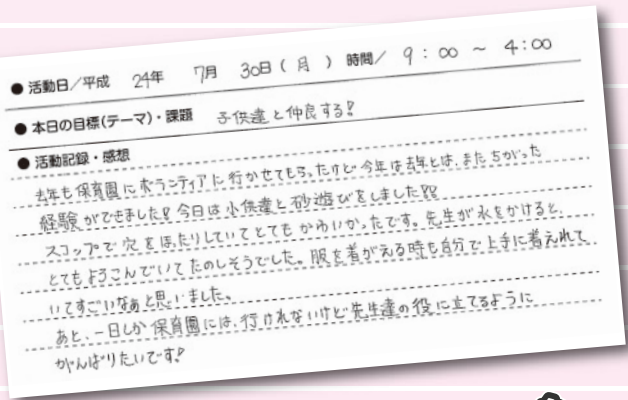 ● 活動日／平成 24年 7月 30日（月） 時間／ 9：00 ～ 4：00
● 本日の目標(テーマ)・課題 子供達と仲良する!
● 活動記録・感想
去年も保育園にボランティアに行かせてもらったけど今年は去年とは、またちがった
経験ができました!今日は小供達と砂遊びをしました!!
スコップで穴をほったりしていてとてもかわいかったです。先生が水をかけると、
とてもよろこんでいてたのしそうでした。服を着がえる時も自分で上手に着えれて
いてすごいなぁと思いました。
あと、一日しか保育園には、行けれないけど先生達の役に立てるように
がんばりたいです!